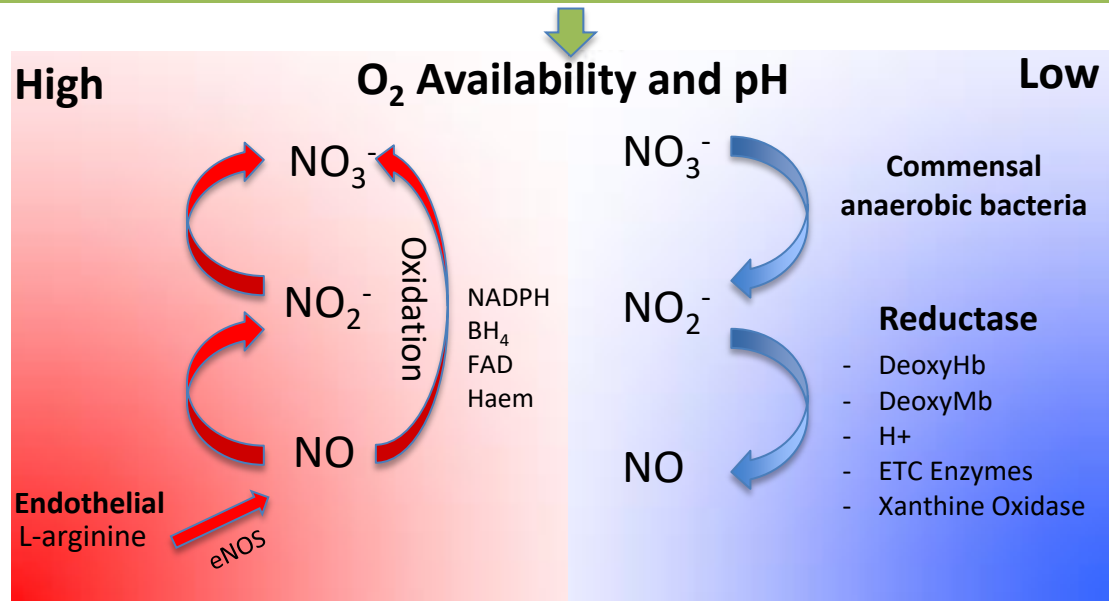 High
O₂ Availability and pH
Low
NO₃⁻
NO₂⁻
NO
Oxidation
NADPH
BH₄
FAD
Haem
Endothelial
L-arginine
eNOS
NO₃⁻
NO₂⁻
NO
Commensal
anaerobic bacteria
Reductase
- DeoxyHb
- DeoxyMb
- H+
- ETC Enzymes
- Xanthine Oxidase